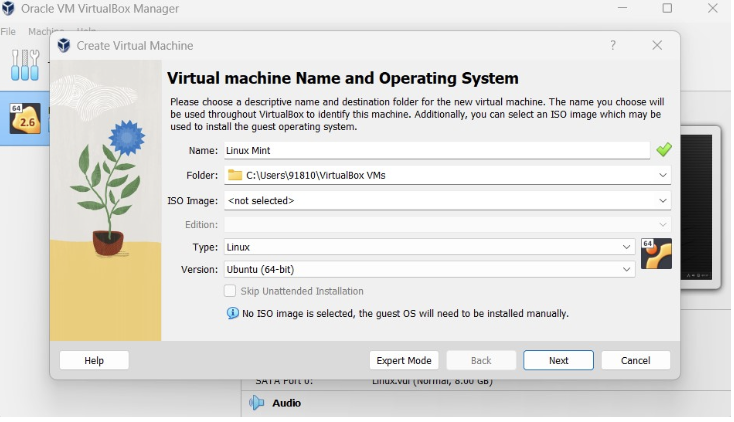 Oracle VM VirtualBox Manager
File Machine Help
Create Virtual Machine
64
2.6
Virtual machine Name and Operating System
Please choose a descriptive name and destination folder for the new virtual machine. The name you choose will
be used throughout VirtualBox to identify this machine. Additionally, you can select an ISO image which may be
used to install the guest operating system.
Name: Linux Mint
Folder: C:\Users\91810\VirtualBox VMs
ISO Image: <not selected>
Edition:
Type: Linux
64
Version: Ubuntu (64-bit)
Skip Unattended Installation
No ISO image is selected, the guest OS will need to be installed manually.
Help Expert Mode Back Next Cancel
SATA Port 0: Linux.vdi (Normal, 8.00 GB)
Audio